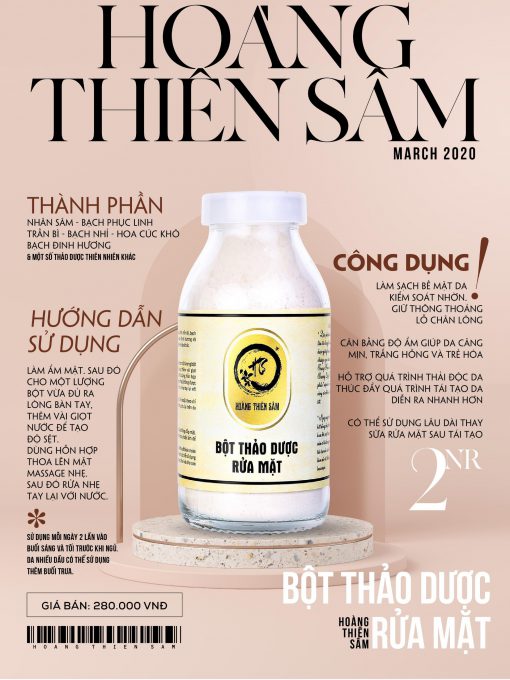 HOÀNG
THIÊN SÂM
MARCH 2020
THÀNH PHẦN
NHÂN SÂM - BẠCH PHỤC LINH
TRẦN BÌ - BẠCH NHỈ - HOA CÚC KHÔ
BẠCH ĐINH HƯƠNG
& MỘT SỐ THẢO DƯỢC THIÊN NHIÊN KHÁC
HƯỚNG DẪN
SỬ DỤNG
LÀM ẨM MẶT. SAU ĐÓ
CHO MỘT LƯỢNG
BỘT VỪA ĐỦ RA
LÒNG BÀN TAY,
THÊM VÀI GIỌT
NƯỚC ĐỂ TẠO
ĐỘ SỆT.
DÙNG HỖN HỢP
THOA LÊN MẶT
MASSAGE NHẸ,
SAU ĐÓ RỬA NHẸ
TAY LẠI VỚI NƯỚC.
*
SỬ DỤNG MỖI NGÀY 2 LẦN VÀO
BUỔI SÁNG VÀ TỐI TRƯỚC KHI NGỦ.
DA NHIỀU DẦU CÓ THỂ SỬ DỤNG
THÊM BUỔI TRƯA.
GIÁ BÁN: 280.000 VNĐ
HOANG THIEN SAM
HOÀNG THIÊN SÂM
BỘT THẢO DƯỢC
RỬA MẶT
CÔNG DỤNG!
LÀM SẠCH BỀ MẶT DA
KIỂM SOÁT NHỜN.
GIỮ THÔNG THOÁNG
LỖ CHÂN LÔNG
CÂN BẰNG ĐỘ ẨM GIÚP DA CĂNG
MỊN, TRẮNG HỒNG VÀ TRẺ HÓA
HỖ TRỢ QUÁ TRÌNH THẢI ĐỘC DA
THÚC ĐẨY QUÁ TRÌNH TÁI TẠO DA
DIỄN RA NHANH HƠN
CÓ THỂ SỬ DỤNG LÂU DÀI THAY
SỮA RỬA MẶT SAU TÁI TẠO
2NR
BỘT THẢO DƯỢC
HOÀNG
THIÊN
SÂM
RỬA MẶT